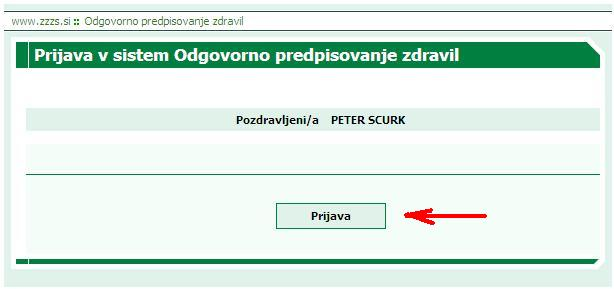 www.zzzs.si :: Odgovorno predpisovanje zdravil
Prijava v sistem Odgovorno predpisovanje zdravil
Pozdravljeni/a PETER SCURK
Prijava